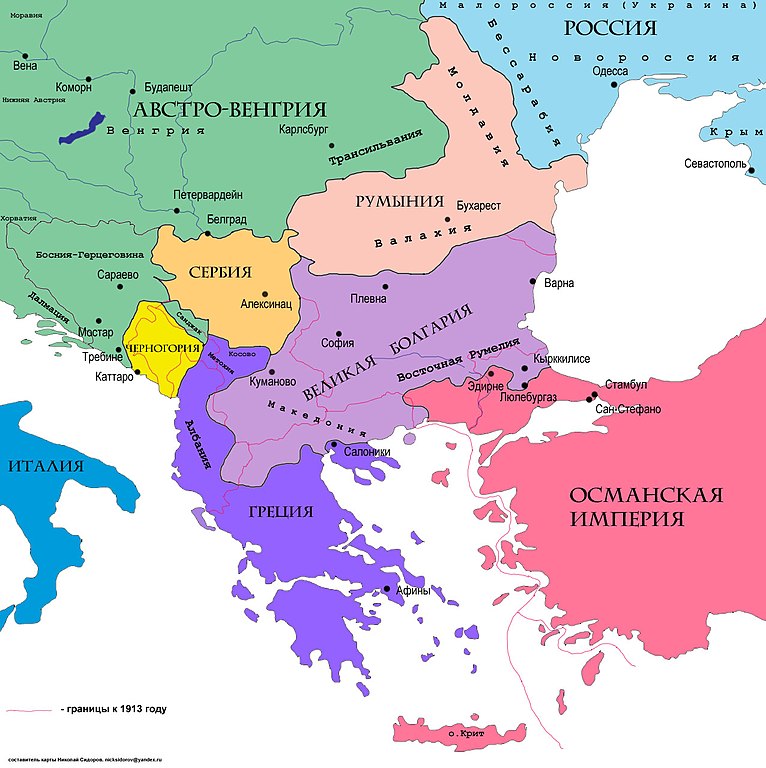 Малороссия (Украина)
Моравия
РОССИЯ
Бессарабия
Новороссия
Вена
Одесса
Коморн
Будапешт
Молдавия
Нижняя Австрия
АВСТРО-ВЕНГРИЯ
Венгрия
Карлсбург
Крым
Трансильвания
Севастополь
Петервардейн
РУМЫНИЯ
Бухарест
Хорватия
Белград
Валахия
Босния-Герцеговина
Сараево
СЕРБИЯ
Варна
Плевна
Далмация
Алексинац
Санджак
Мостар
ВЕЛИКАЯ БОЛГАРИЯ
София
ЧЕРНОГОРИЯ
Восточная Румелия
Требине
Косово
Метохия
Кырккилисе
Каттаро
Куманово
Эдирне
Стамбул
Люлебургаз
Сан-Стефано
Македония
Албания
Салоники
ИТАЛИЯ
ГРЕЦИЯ
ОСМАНСКАЯ
ИМПЕРИЯ
Афины
- границы к 1913 году
о.Крит
составитель карты Николай Сидоров. nicksidorov@yandex.ru